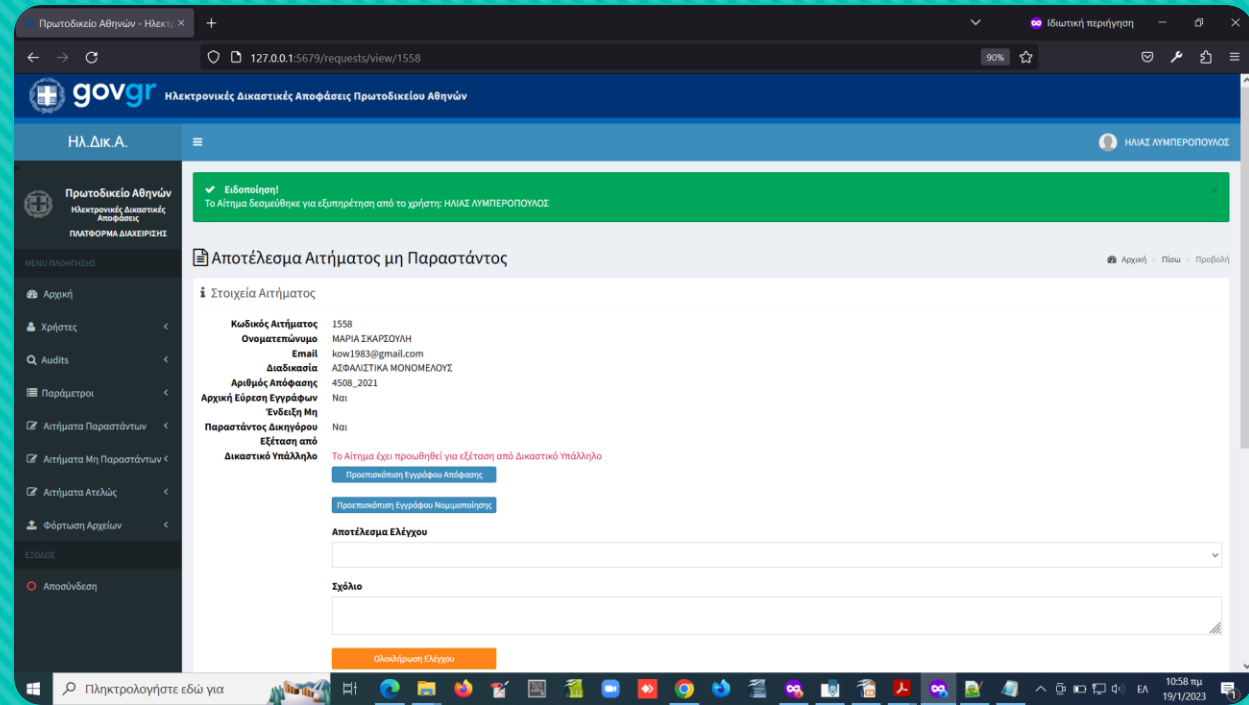 Πρωτοδικείο Αθηνών - Ηλεκτρ
Ιδιωτική περιήγηση
127.0.0.1:5679/requests/view/1558
90%
govgr Ηλεκτρονικές Δικαστικές Αποφάσεις Πρωτοδικείου Αθηνών
Ηλ.Δικ.Α.
ΗΛΙΑΣ ΛΥΜΠΕΡΟΠΟΥΛΟΣ
Πρωτοδικείο Αθηνών
Ηλεκτρονικές Δικαστικές
Αποφάσεις
ΠΛΑΤΦΟΡΜΑ ΔΙΑΧΕΙΡΙΣΗΣ
MENU ΠΛΟΗΓΗΣΗΣ
Αρχική
Χρήστες
Audits
Παράμετροι
Αιτήματα Παραστάντων
Αιτήματα Μη Παραστάντων
Αιτήματα Ατελώς
Φόρτωση Αρχείων
ΕΞΟΔΟΣ
Αποσύνδεση
Ειδοποίηση!
Το Αίτημα δεσμεύθηκε για εξυπηρέτηση από το χρήστη: ΗΛΙΑΣ ΛΥΜΠΕΡΟΠΟΥΛΟΣ
Αποτέλεσμα Αιτήματος μη Παραστάντος
Αρχική > Πίσω > Προβολή
Στοιχεία Αιτήματος
Κωδικός Αιτήματος 1558
Ονοματεπώνυμο ΜΑΡΙΑ ΣΚΑΡΣΟΥΛΗ
Email kow1983@gmail.com
Διαδικασία ΑΣΦΑΛΙΣΤΙΚΑ ΜΟΝΟΜΕΛΟΥΣ
Αριθμός Απόφασης 4508_2021
Αρχική Εύρεση Εγγράφων Ναι
Ένδειξη Μη
Παραστάντος Δικηγόρου Ναι
Εξέταση από
Δικαστικό Υπάλληλο Το Αίτημα έχει προωθηθεί για εξέταση από Δικαστικό Υπάλληλο
Προεπισκόπιση Εγγράφου Απόφασης
Προεπισκόπιση Εγγράφου Νομιμοποίησης
Αποτέλεσμα Ελέγχου
Σχόλιο
Ολοκλήρωση Ελέγχου
Πληκτρολογήστε εδώ για
ΕΛ
10:58 πμ
19/1/2023